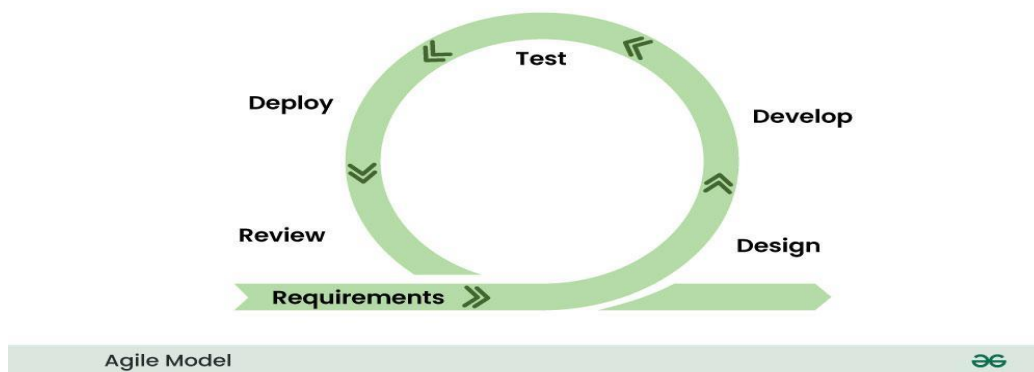 Test
Deploy
Develop
Review
Design
Requirements
Agile Model